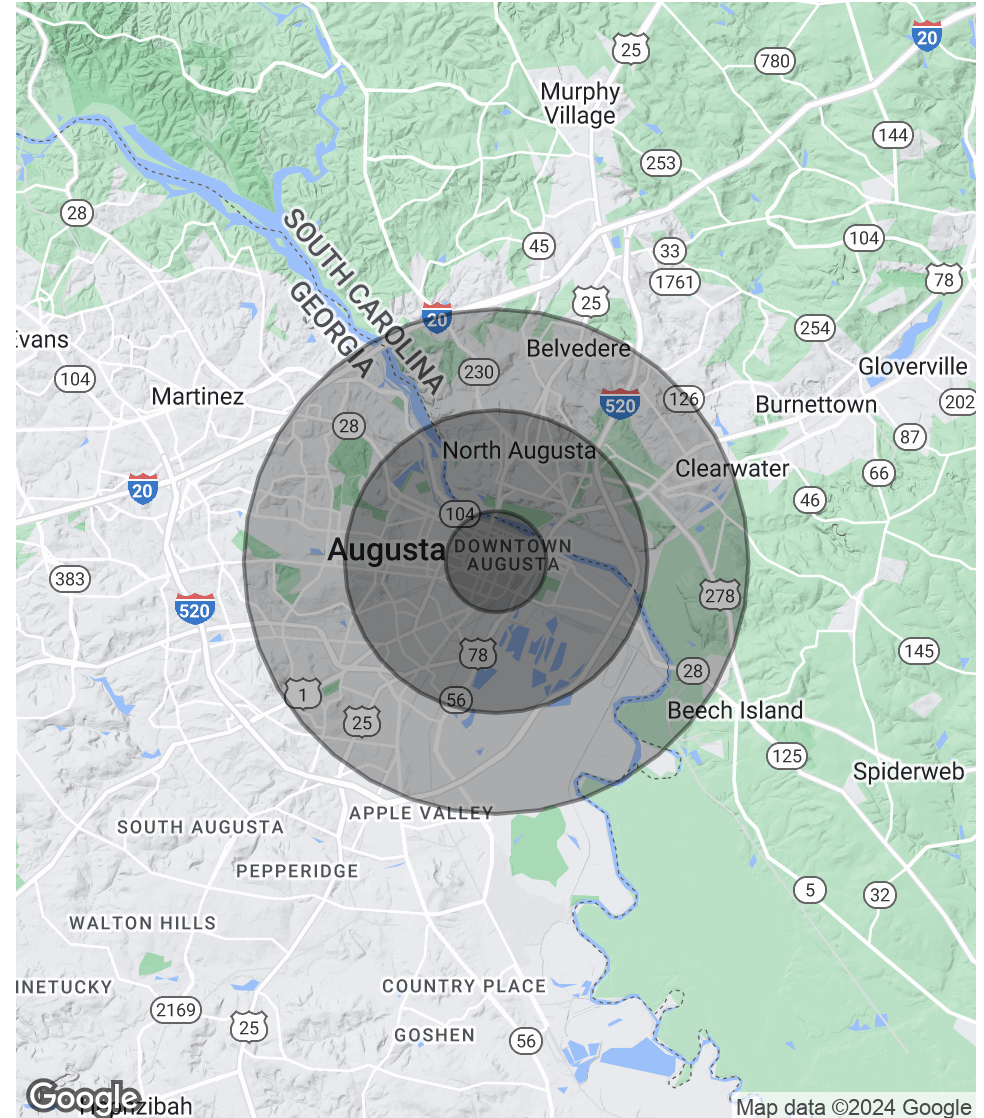 20
25
780
Murphy
Village
144
253
28
SOUTH CAROLINA
GEORGIA
45
33
104
1761
78
25
20
254
Evans
Belvedere
Gloverville
230
104
Martinez
520
126
Burnettown
202
28
87
North Augusta
Clearwater
66
20
46
104
Augusta
DOWNTOWN
AUGUSTA
383
278
520
78
145
28
1
56
25
Beech Island
125
Spiderweb
APPLE VALLEY
SOUTH AUGUSTA
PEPPERIDGE
5
32
WALTON HILLS
INETUCKY
COUNTRY PLACE
2169
25
GOSHEN
56
Google
Map data ©2024 Google